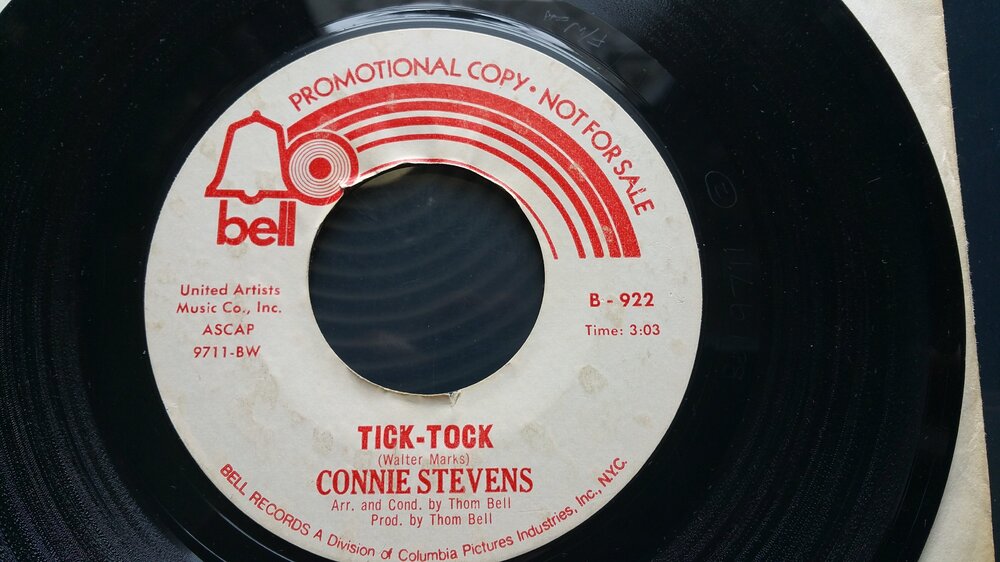 PROMOTIONAL COPY • NOT FOR SALE
bell
United Artists
Music Co., Inc.
ASCAP
9711-BW
B - 922
Time: 3:03
TICK-TOCK
(Walter Marks)
CONNIE STEVENS
Arr. and Cond. by Thom Bell
Prod. by Thom Bell
BELL RECORDS A Division of Columbia Pictures Industries, Inc., N.Y.C.